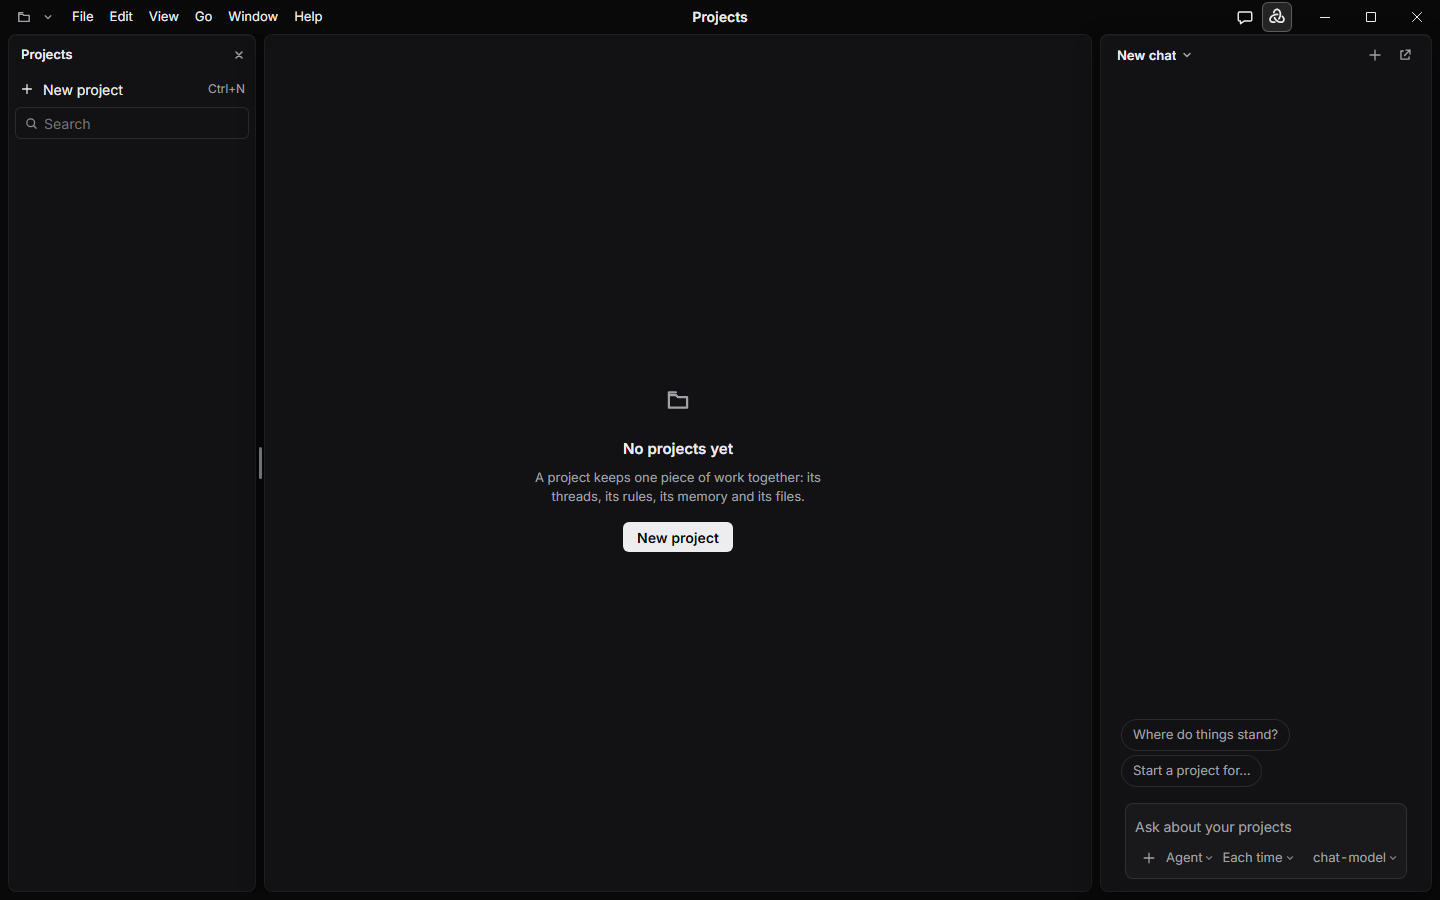 File Edit View Go Window Help
Projects
Projects
New project Ctrl+N
Search
No projects yet
A project keeps one piece of work together: its
threads, its rules, its memory and its files.
New project
New chat
Where do things stand?
Start a project for...
Ask about your projects
Agent Each time chat-model